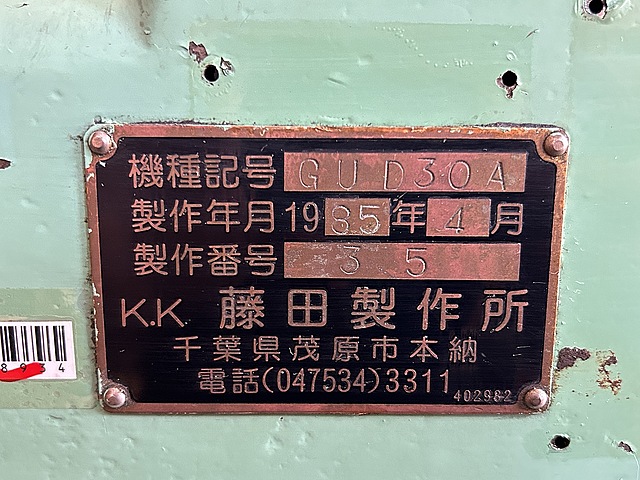 機種記号 GUD30A
製作年月 1985年 4月
製作番号 35
K.K 藤田製作所
千葉県茂原市本納
電話(047534)3311
402982
8934